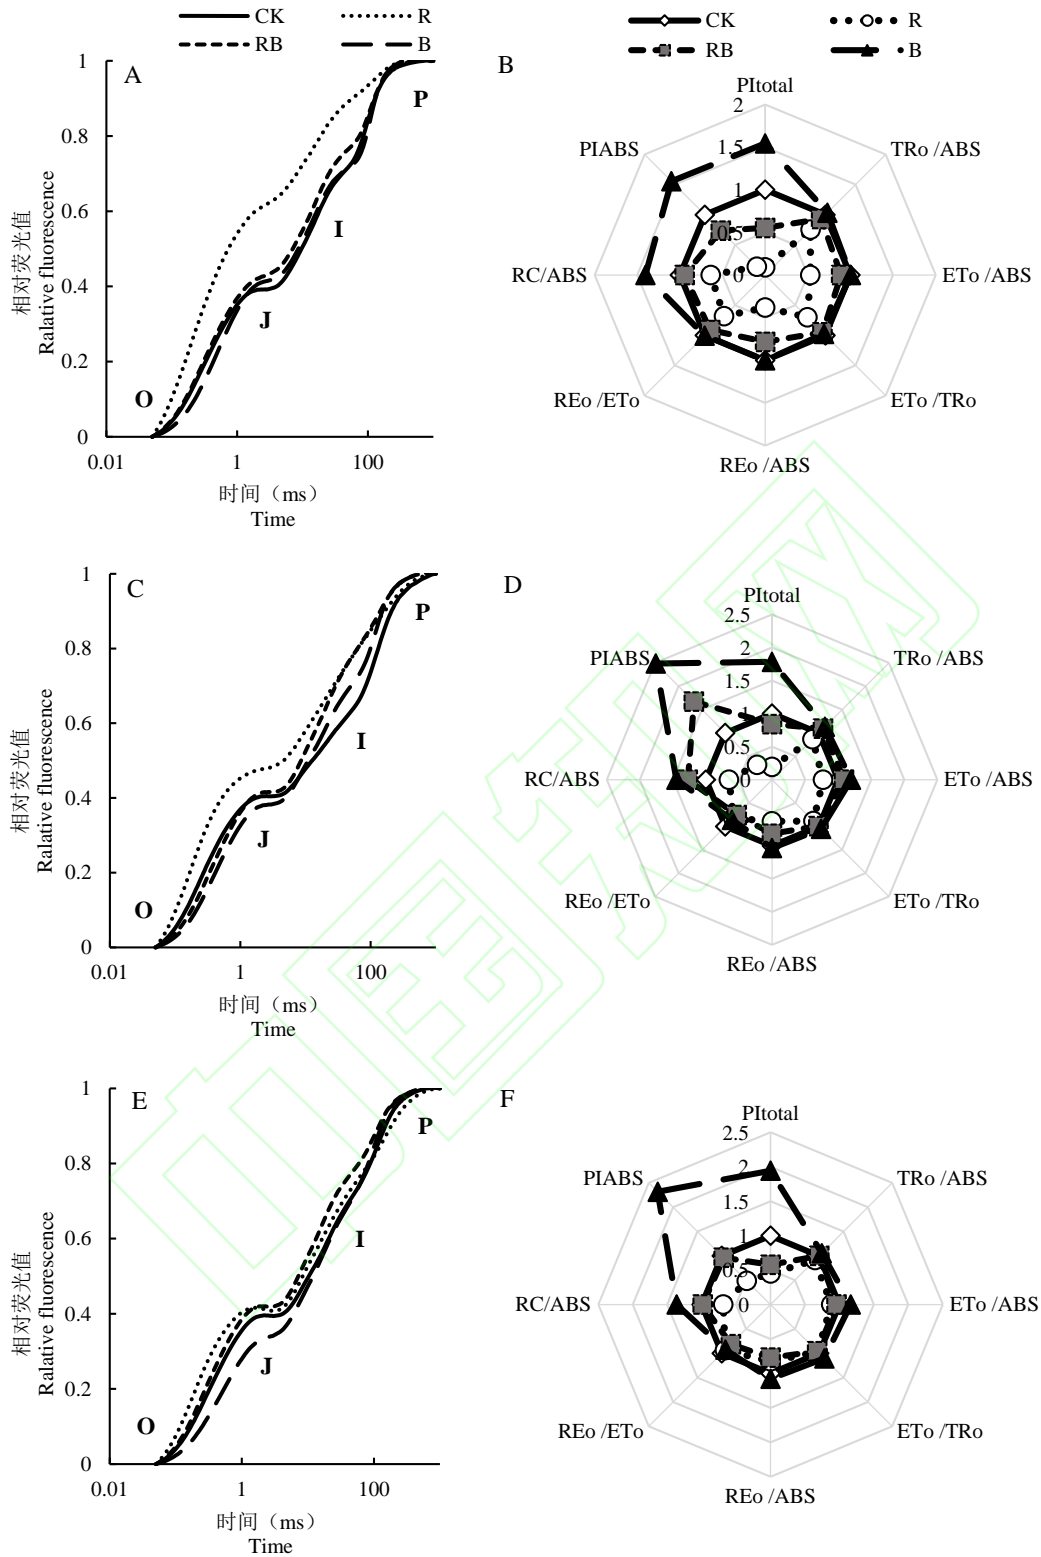 CK
R
RB
B
CK
R
RB
B
A
1
0.8
0.6
0.4
0.2
0
0.01
1
100
O
J
I
P
相对荧光值
Ralative fluorescence
时间（ms）
Time
B
PItotal
TRo /ABS
ETo /ABS
ETo /TRo
REo /ABS
REo /ETo
RC/ABS
PIABS
2
1.5
1
0.5
0
C
1
0.8
0.6
0.4
0.2
0
0.01
1
100
O
J
I
P
相对荧光值
Ralative fluorescence
时间（ms）
Time
D
PItotal
TRo /ABS
ETo /ABS
ETo /TRo
REo /ABS
REo /ETo
RC/ABS
PIABS
2.5
2
1.5
1
0.5
0
E
1
0.8
0.6
0.4
0.2
0
0.01
1
100
O
J
I
P
相对荧光值
Ralative fluorescence
时间（ms）
Time
F
PItotal
TRo /ABS
ETo /ABS
ETo /TRo
REo /ABS
REo /ETo
RC/ABS
PIABS
2.5
2
1.5
1
0.5
0